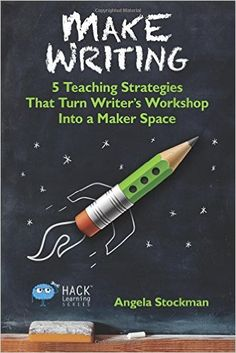 MAKE
WRITING
5 Teaching Strategies
That Turn Writer's Workshop
Into a Maker Space
HACK
Learning
SERIES
Angela Stockman